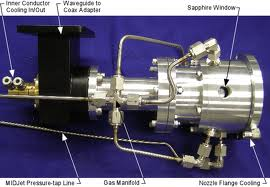 Inner Conductor
Cooling In/Out
Waveguide to
Coax Adapter
Sapphire Window
MIDJet Pressure-tap Line
Gas Manifold
Nozzle Flange Cooling